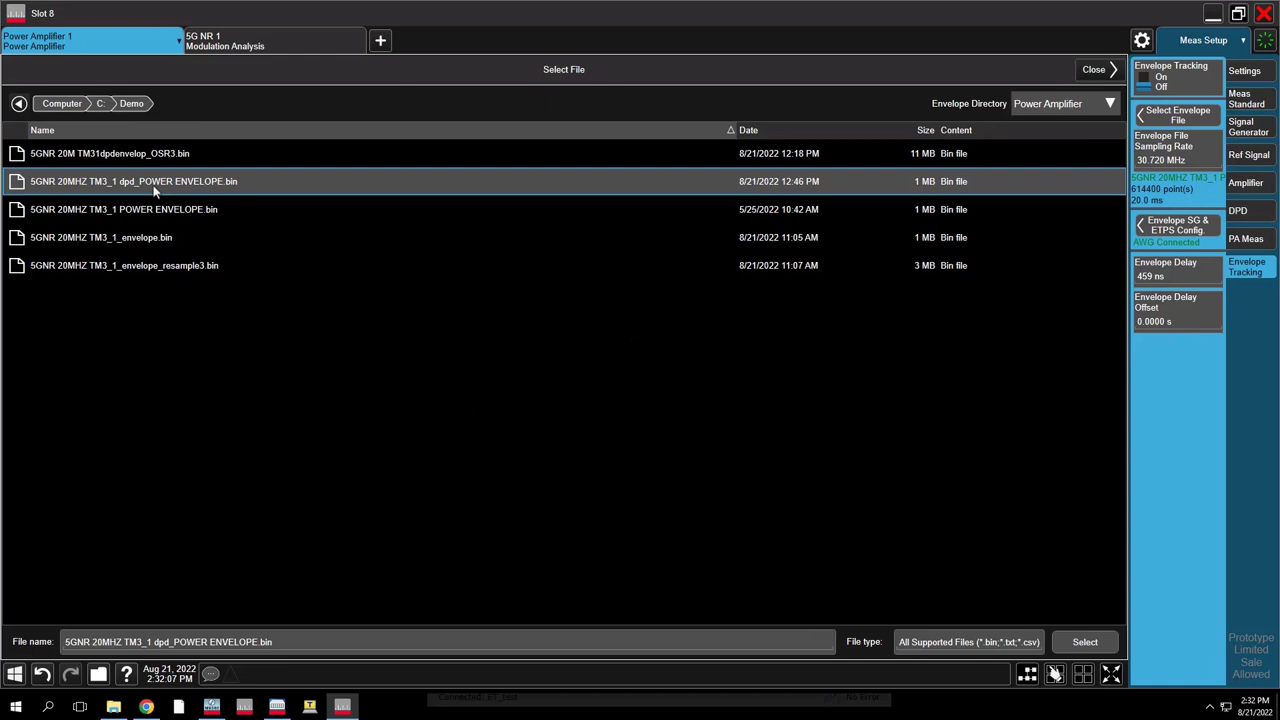 Slot 8
Power Amplifier 1
Power Amplifier
5G NR 1
Modulation Analysis
Meas Setup
Select File
Close
Computer
C:
Demo
Envelope Directory
Power Amplifier
Name
Date
Size
Content
5GNR 20M TM31dpdenvelop_OSR3.bin
8/21/2022 12:18 PM
11 MB
Bin file
5GNR 20MHZ TM3_1 dpd_POWER ENVELOPE.bin
8/21/2022 12:46 PM
1 MB
Bin file
5GNR 20MHZ TM3_1 POWER ENVELOPE.bin
5/25/2022 10:42 AM
1 MB
Bin file
5GNR 20MHZ TM3_1_envelope.bin
8/21/2022 11:05 AM
1 MB
Bin file
5GNR 20MHZ TM3_1_envelope_resample3.bin
8/21/2022 11:07 AM
3 MB
Bin file
File name:
5GNR 20MHZ TM3_1 dpd_POWER ENVELOPE.bin
File type:
All Supported Files (*.bin;*.txt;*.csv)
Select
Envelope Tracking
On
Off
Select Envelope
File
Envelope File
Sampling Rate
30.720 MHz
5GNR 20MHZ TM3_1 P
614400 point(s)
20.0 ms
Envelope SG &
ETPS Config.
AWG Connected
Envelope Delay
459 ns
Envelope Delay
Offset
0.0000 s
Settings
Meas
Standard
Signal
Generator
Ref Signal
Amplifier
DPD
PA Meas
Envelope
Tracking
Prototype
Limited
Sale
Allowed
Aug 21, 2022
2:32:07 PM
Connected: ET_test
No Error
2:32 PM
8/21/2022